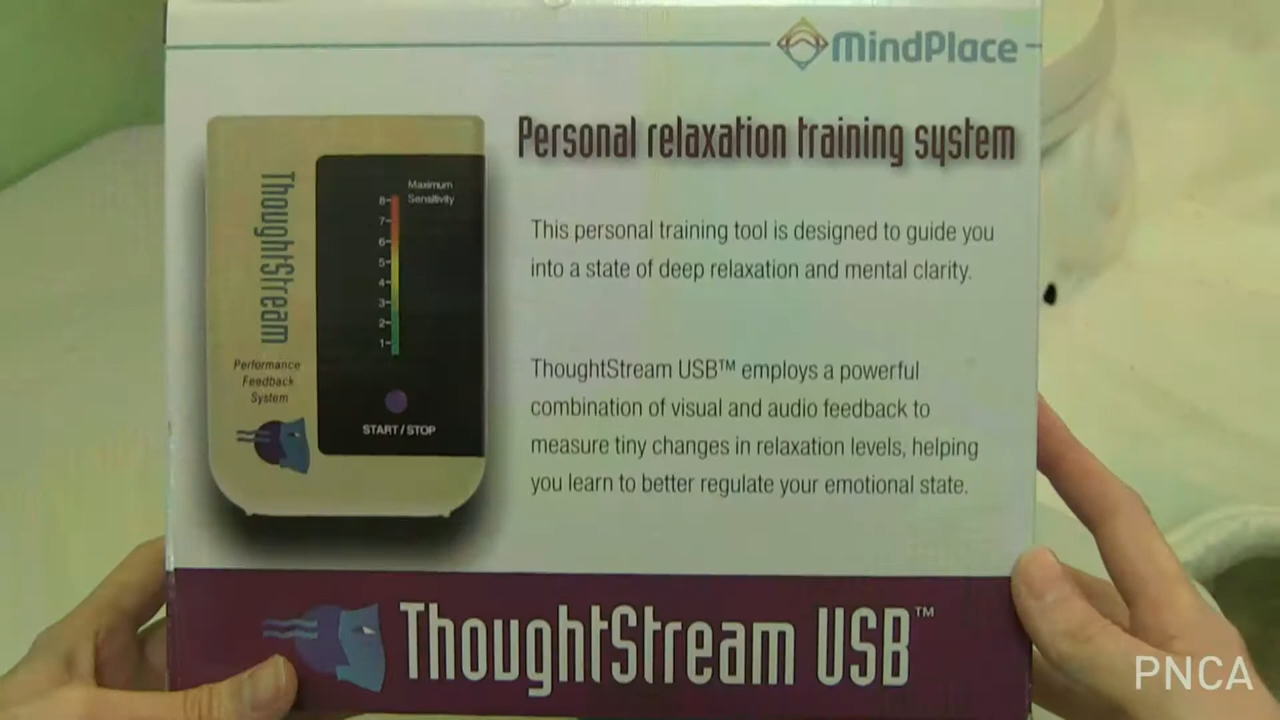 MindPlace
Personal relaxation training system
This personal training tool is designed to guide you
into a state of deep relaxation and mental clarity.
ThoughtStream USB™ employs a powerful
combination of visual and audio feedback to
measure tiny changes in relaxation levels, helping
you learn to better regulate your emotional state.
ThoughtStream
Performance
Feedback
System
Maximum
Sensitivity
8
7
6
5
4
3
2
1
START / STOP
ThoughtStream USB™
PNCA